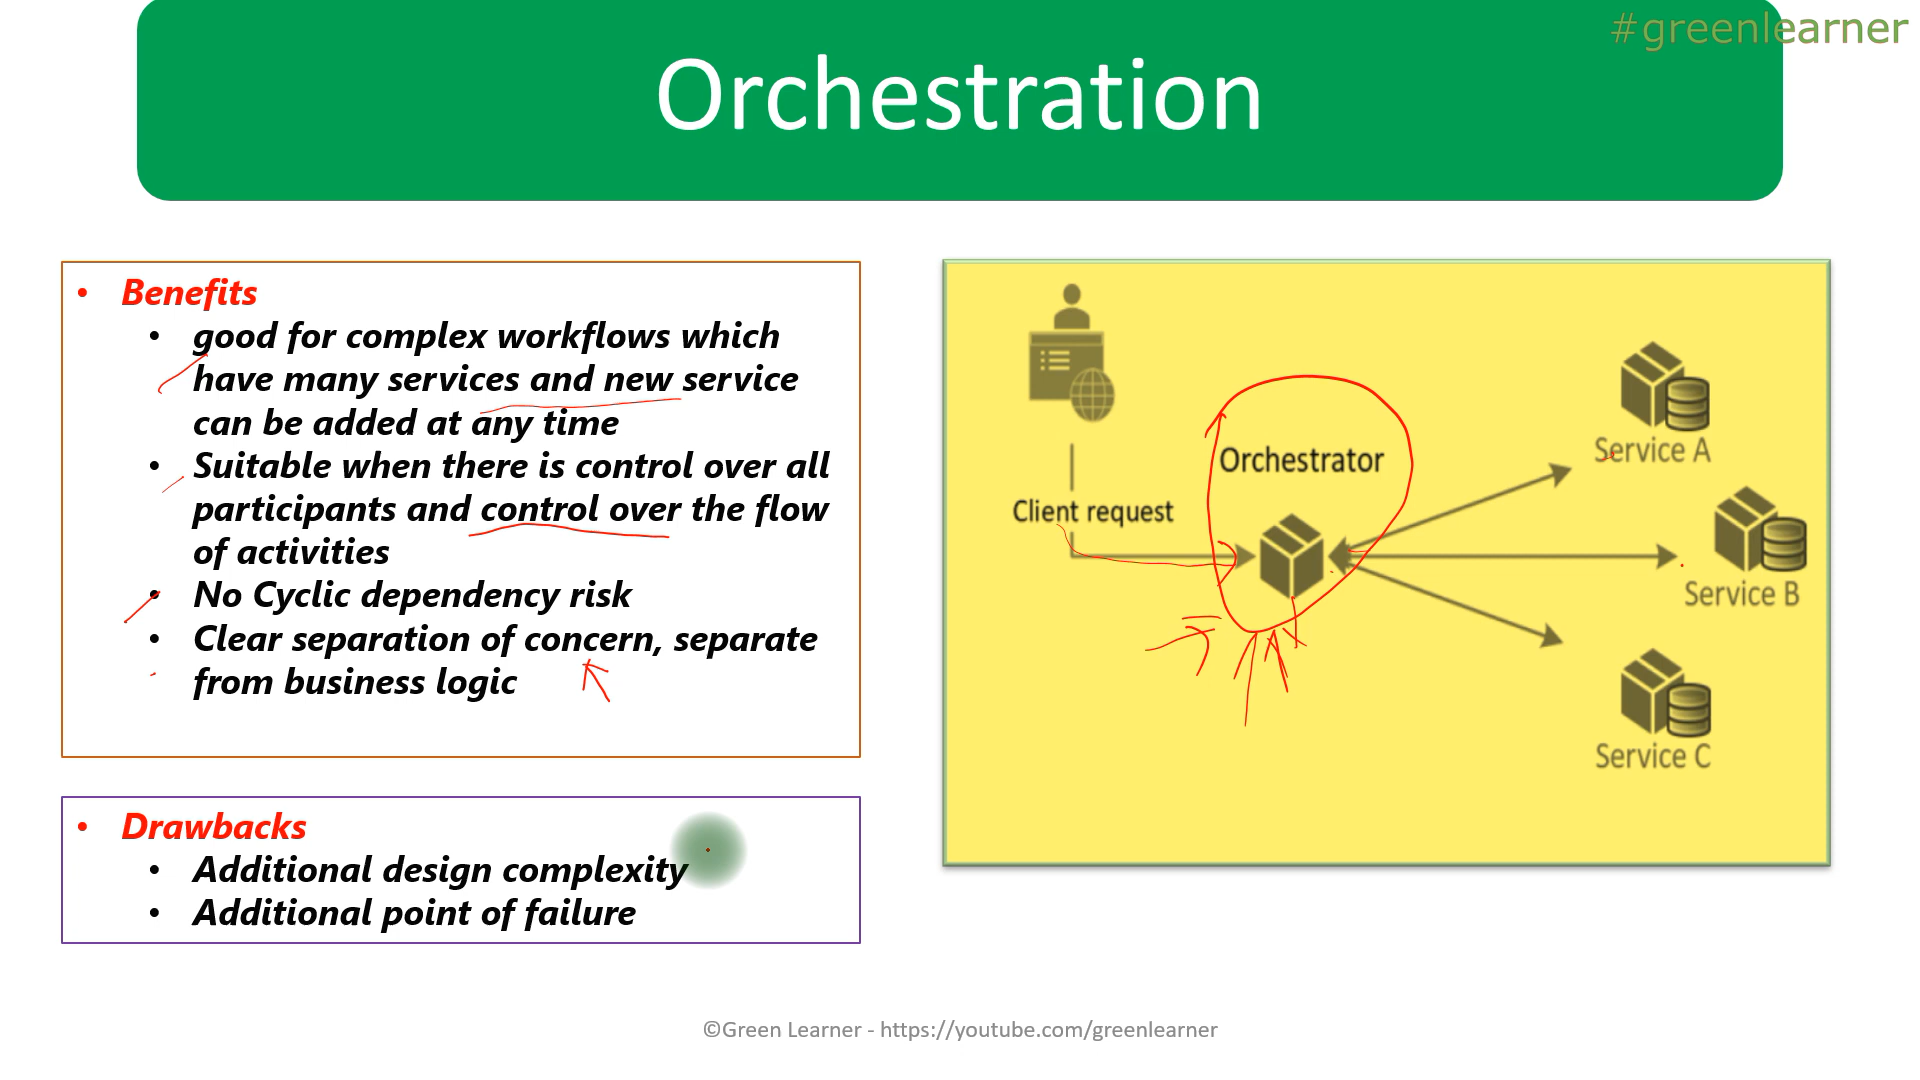 #greenlearner
Orchestration
• Benefits
• good for complex workflows which
have many services and new service
can be added at any time
• Suitable when there is control over all
participants and control over the flow
of activities
• No Cyclic dependency risk
• Clear separation of concern, separate
from business logic
• Drawbacks
• Additional design complexity
• Additional point of failure
Orchestrator
Client request
Service A
Service B
Service C
©Green Learner - https://youtube.com/greenlearner